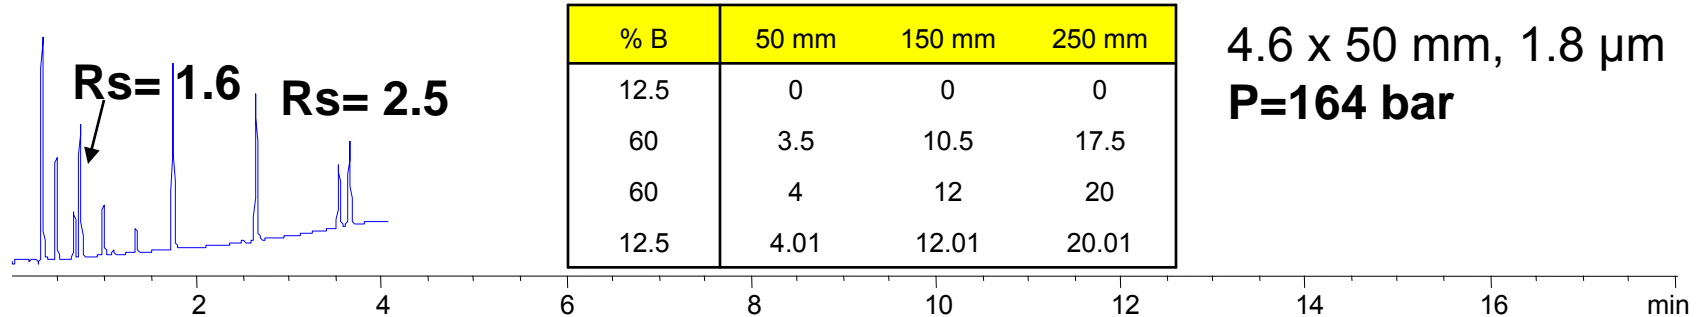 Rs= 1.6
Rs= 2.5
% B 50 mm 150 mm 250 mm
12.5 0 0 0
60 3.5 10.5 17.5
60 4 12 20
12.5 4.01 12.01 20.01
4.6 x 50 mm, 1.8 µm
P=164 bar
2 4 6 8 10 12 14 16 min